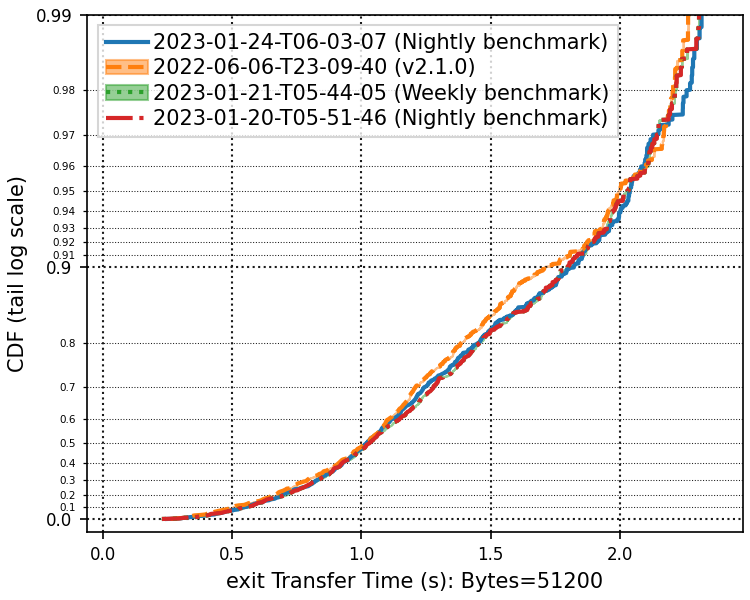 0.99
2023-01-24-T06-03-07 (Nightly benchmark)
2022-06-06-T23-09-40 (v2.1.0)
2023-01-21-T05-44-05 (Weekly benchmark)
2023-01-20-T05-51-46 (Nightly benchmark)
0.98
0.97
0.96
0.95
0.94
0.93
0.92
0.91
0.9
0.8
0.7
0.6
0.5
0.4
0.3
0.2
0.1
0.0
CDF (tail log scale)
0.0 0.5 1.0 1.5 2.0
exit Transfer Time (s): Bytes=51200